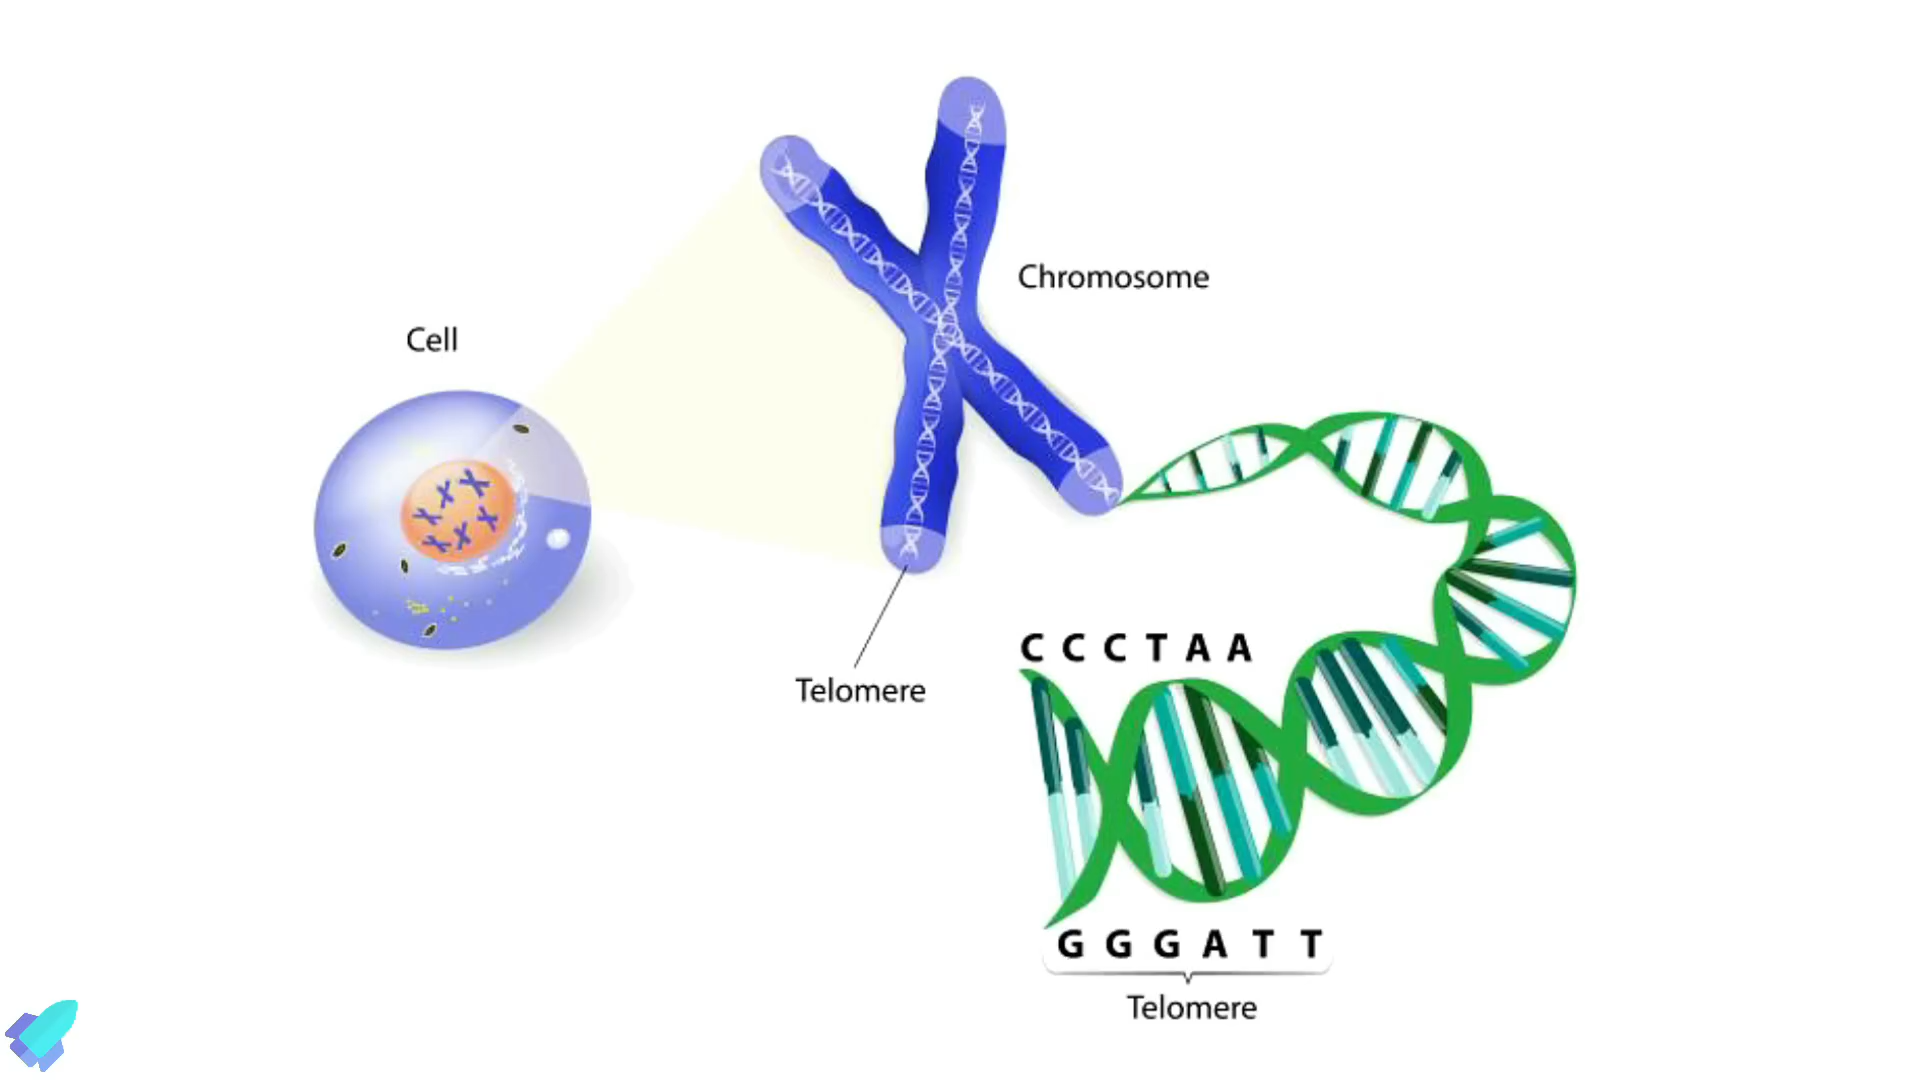 Chromosome
Cell
Telomere
C C C T A A
G G G A T T
Telomere